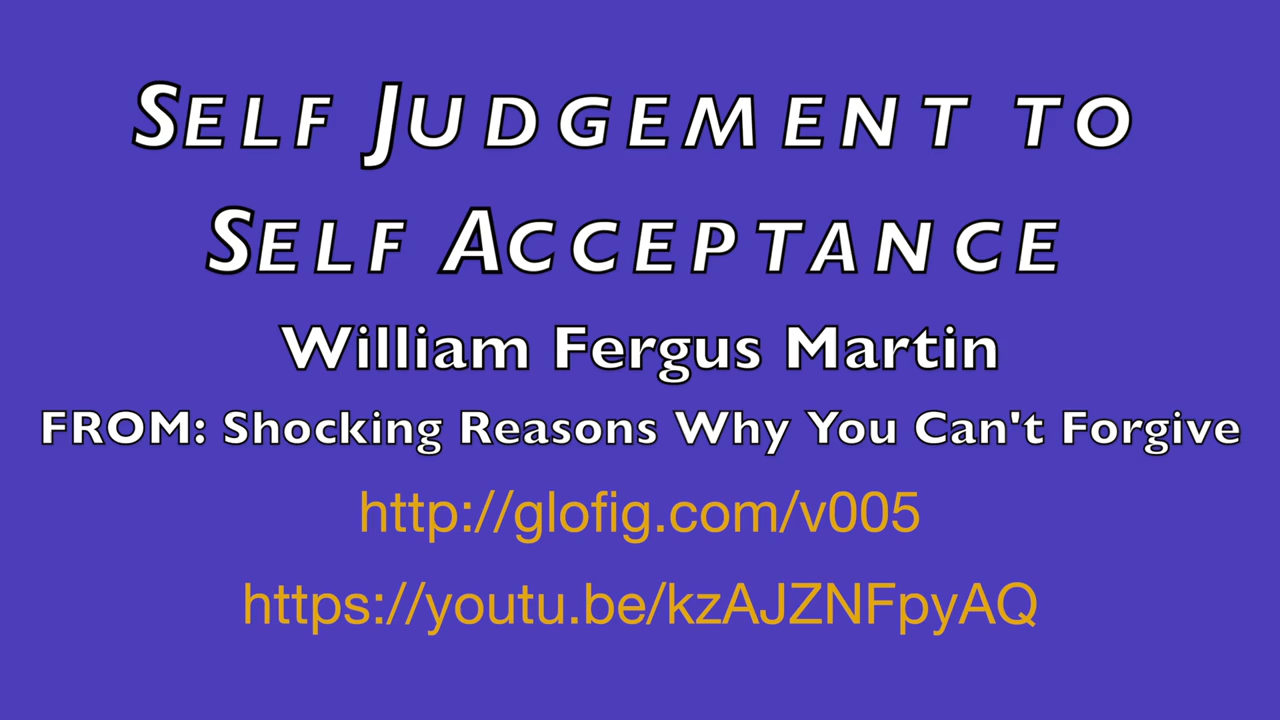 Self Judgement to
Self Acceptance
William Fergus Martin
FROM: Shocking Reasons Why You Can't Forgive
http://glofig.com/v005
https://youtu.be/kzAJZNFpyAQ